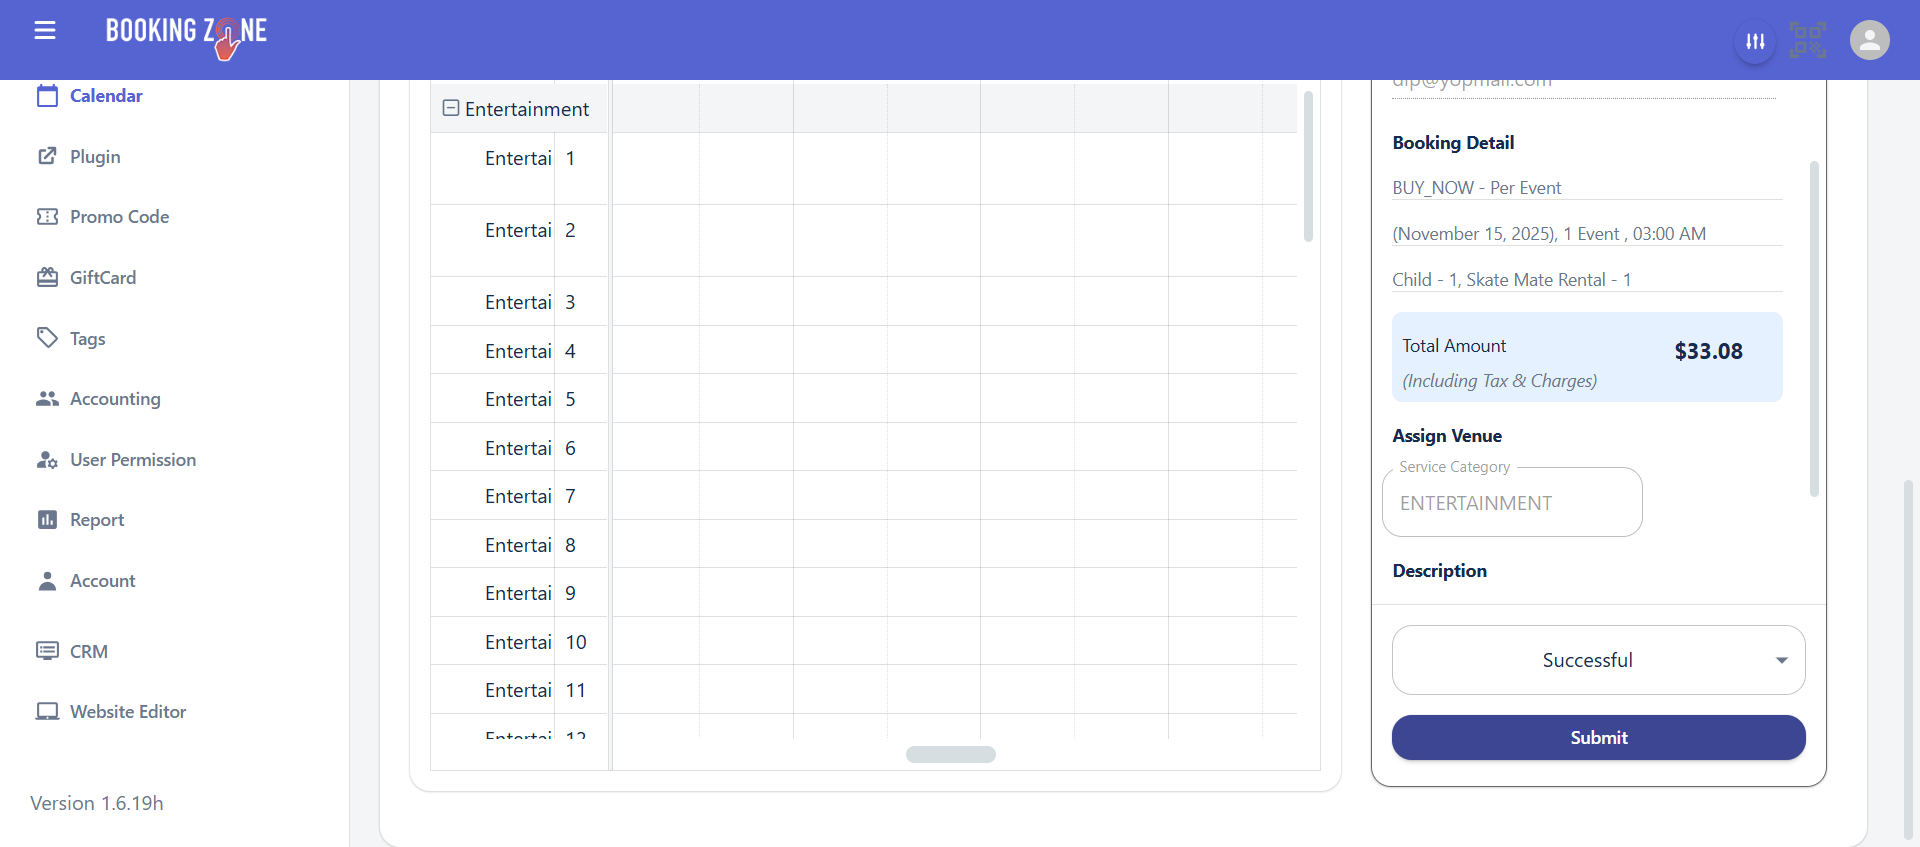 BOOKING ZONE
Calendar
Plugin
Promo Code
GiftCard
Tags
Accounting
User Permission
Report
Account
CRM
Website Editor
Version 1.6.19h
Entertainment
Entertai 1
Entertai 2
Entertai 3
Entertai 4
Entertai 5
Entertai 6
Entertai 7
Entertai 8
Entertai 9
Entertai 10
Entertai 11
Entertai 12
dip@yopmail.com
Booking Detail
BUY_NOW - Per Event
(November 15, 2025), 1 Event , 03:00 AM
Child - 1, Skate Mate Rental - 1
Total Amount
$33.08
(Including Tax & Charges)
Assign Venue
Service Category
ENTERTAINMENT
Description
Successful
Submit